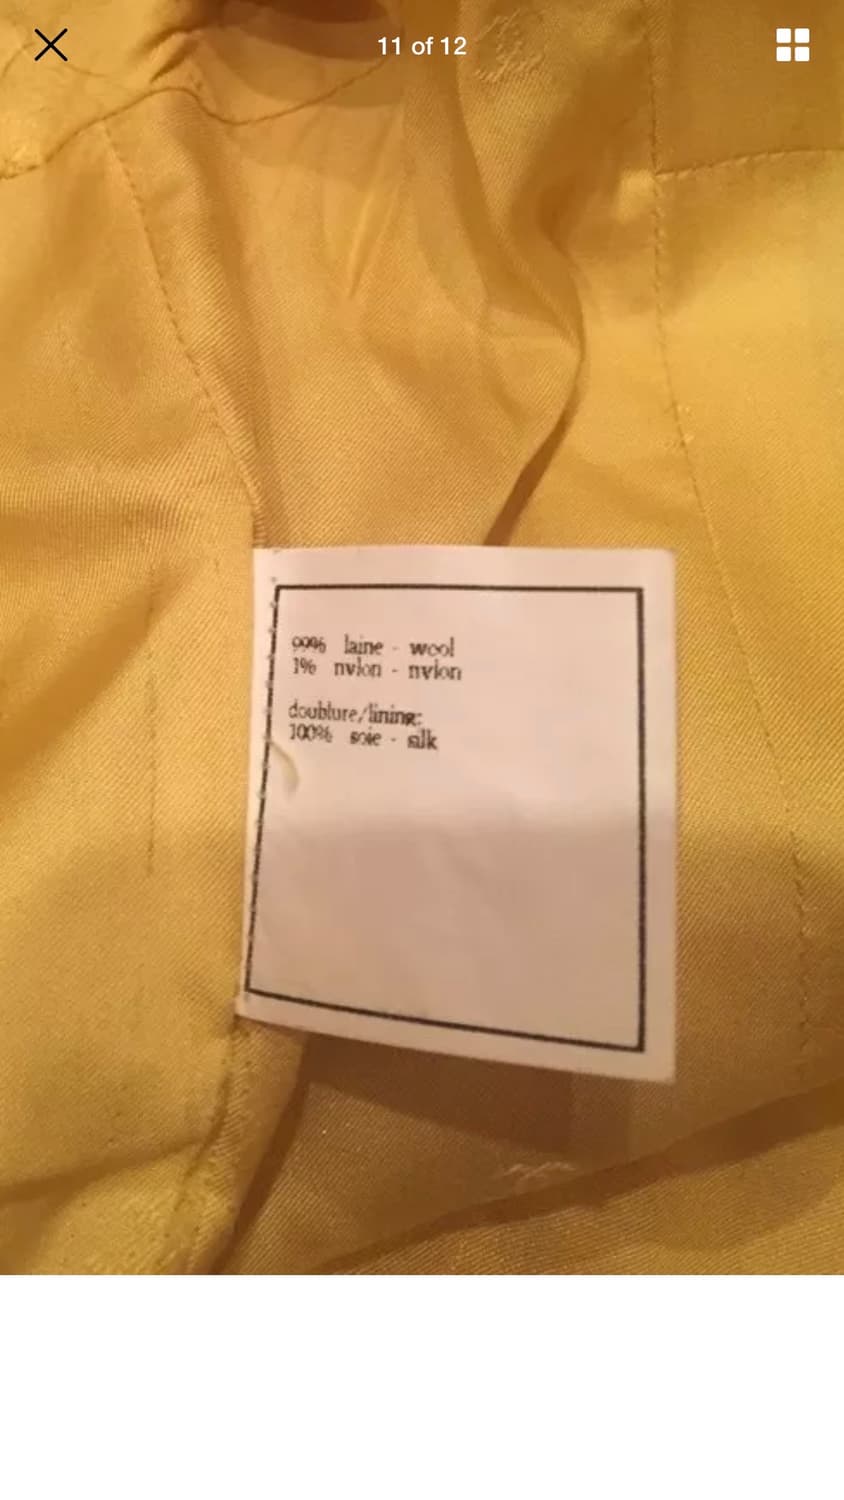 11 of 12
99% laine - wool
1% nylon - nylon
doublure/lining:
100% soie - silk